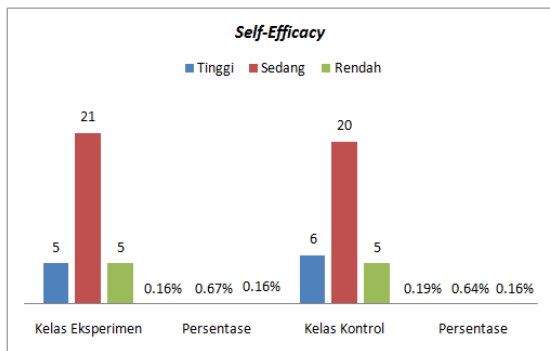 Self-Efficacy
Tinggi Sedang Rendah
21
20
5 5 6 5
0.16% 0.67% 0.16% 0.19% 0.64% 0.16%
Kelas Eksperimen Persentase Kelas Kontrol Persentase